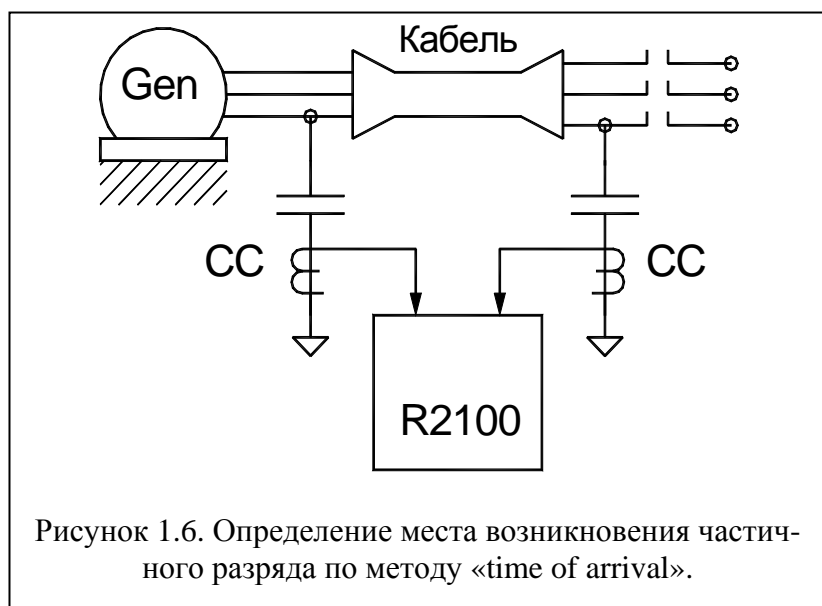 Кабель
Gen
CC
CC
R2100
Рисунок 1.6. Определение места возникновения частич-
ного разряда по методу «time of arrival».